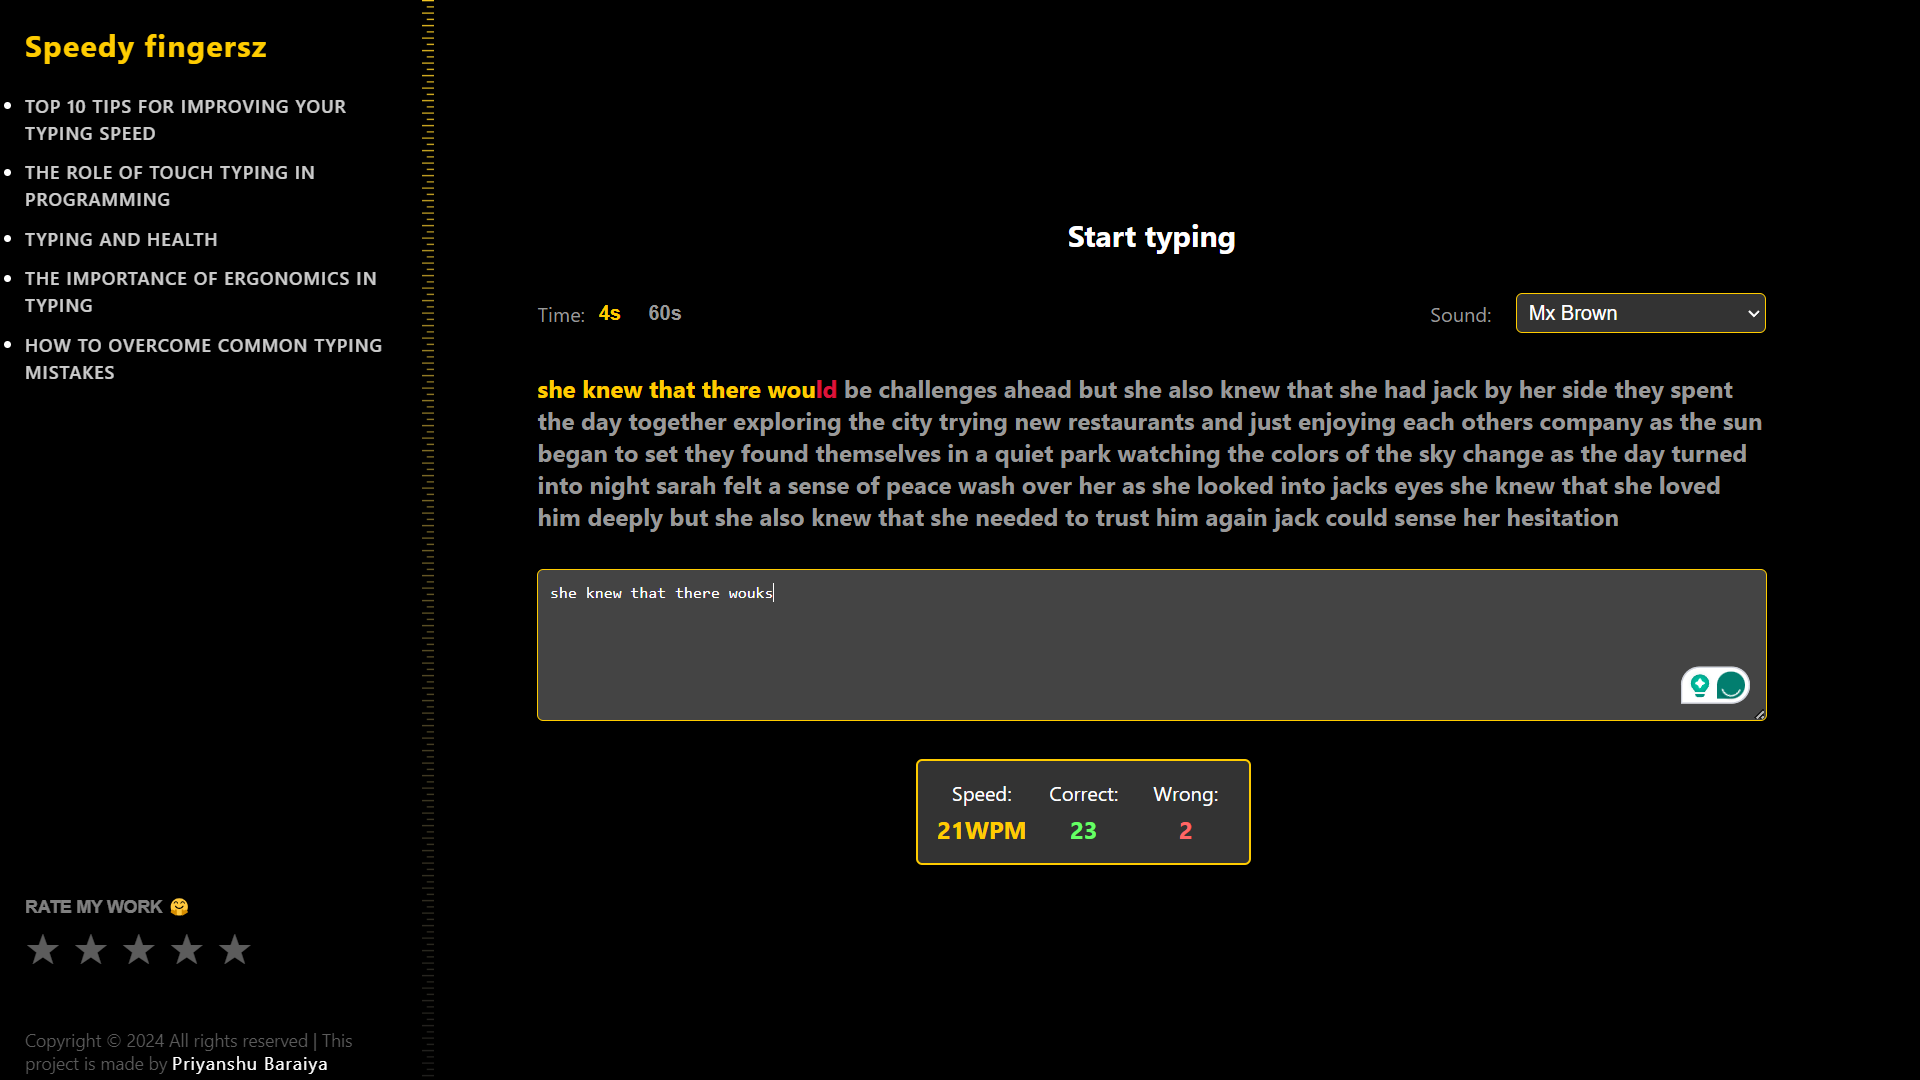 Speedy fingersz
TOP 10 TIPS FOR IMPROVING YOUR
TYPING SPEED
THE ROLE OF TOUCH TYPING IN
PROGRAMMING
TYPING AND HEALTH
THE IMPORTANCE OF ERGONOMICS IN
TYPING
HOW TO OVERCOME COMMON TYPING
MISTAKES
RATE MY WORK 🤗
Copyright © 2024 All rights reserved | This
project is made by Priyanshu Baraiya
Start typing
Time: 4s 60s
Sound: Mx Brown
she knew that there would be challenges ahead but she also knew that she had jack by her side they spent
the day together exploring the city trying new restaurants and just enjoying each others company as the sun
began to set they found themselves in a quiet park watching the colors of the sky change as the day turned
into night sarah felt a sense of peace wash over her as she looked into jacks eyes she knew that she loved
him deeply but she also knew that she needed to trust him again jack could sense her hesitation
she knew that there wouks
Speed: Correct: Wrong:
21WPM 23 2